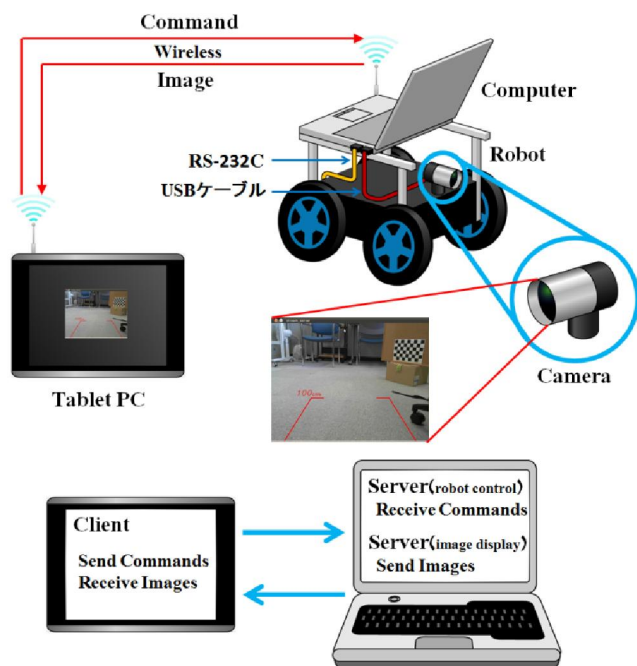 Command
Wireless
Image
Computer
Robot
RS-232C
USBケーブル
Camera
Tablet PC
100cm
Client
Send Commands
Receive Images
Server(robot control)
Receive Commands
Server(image display)
Send Images